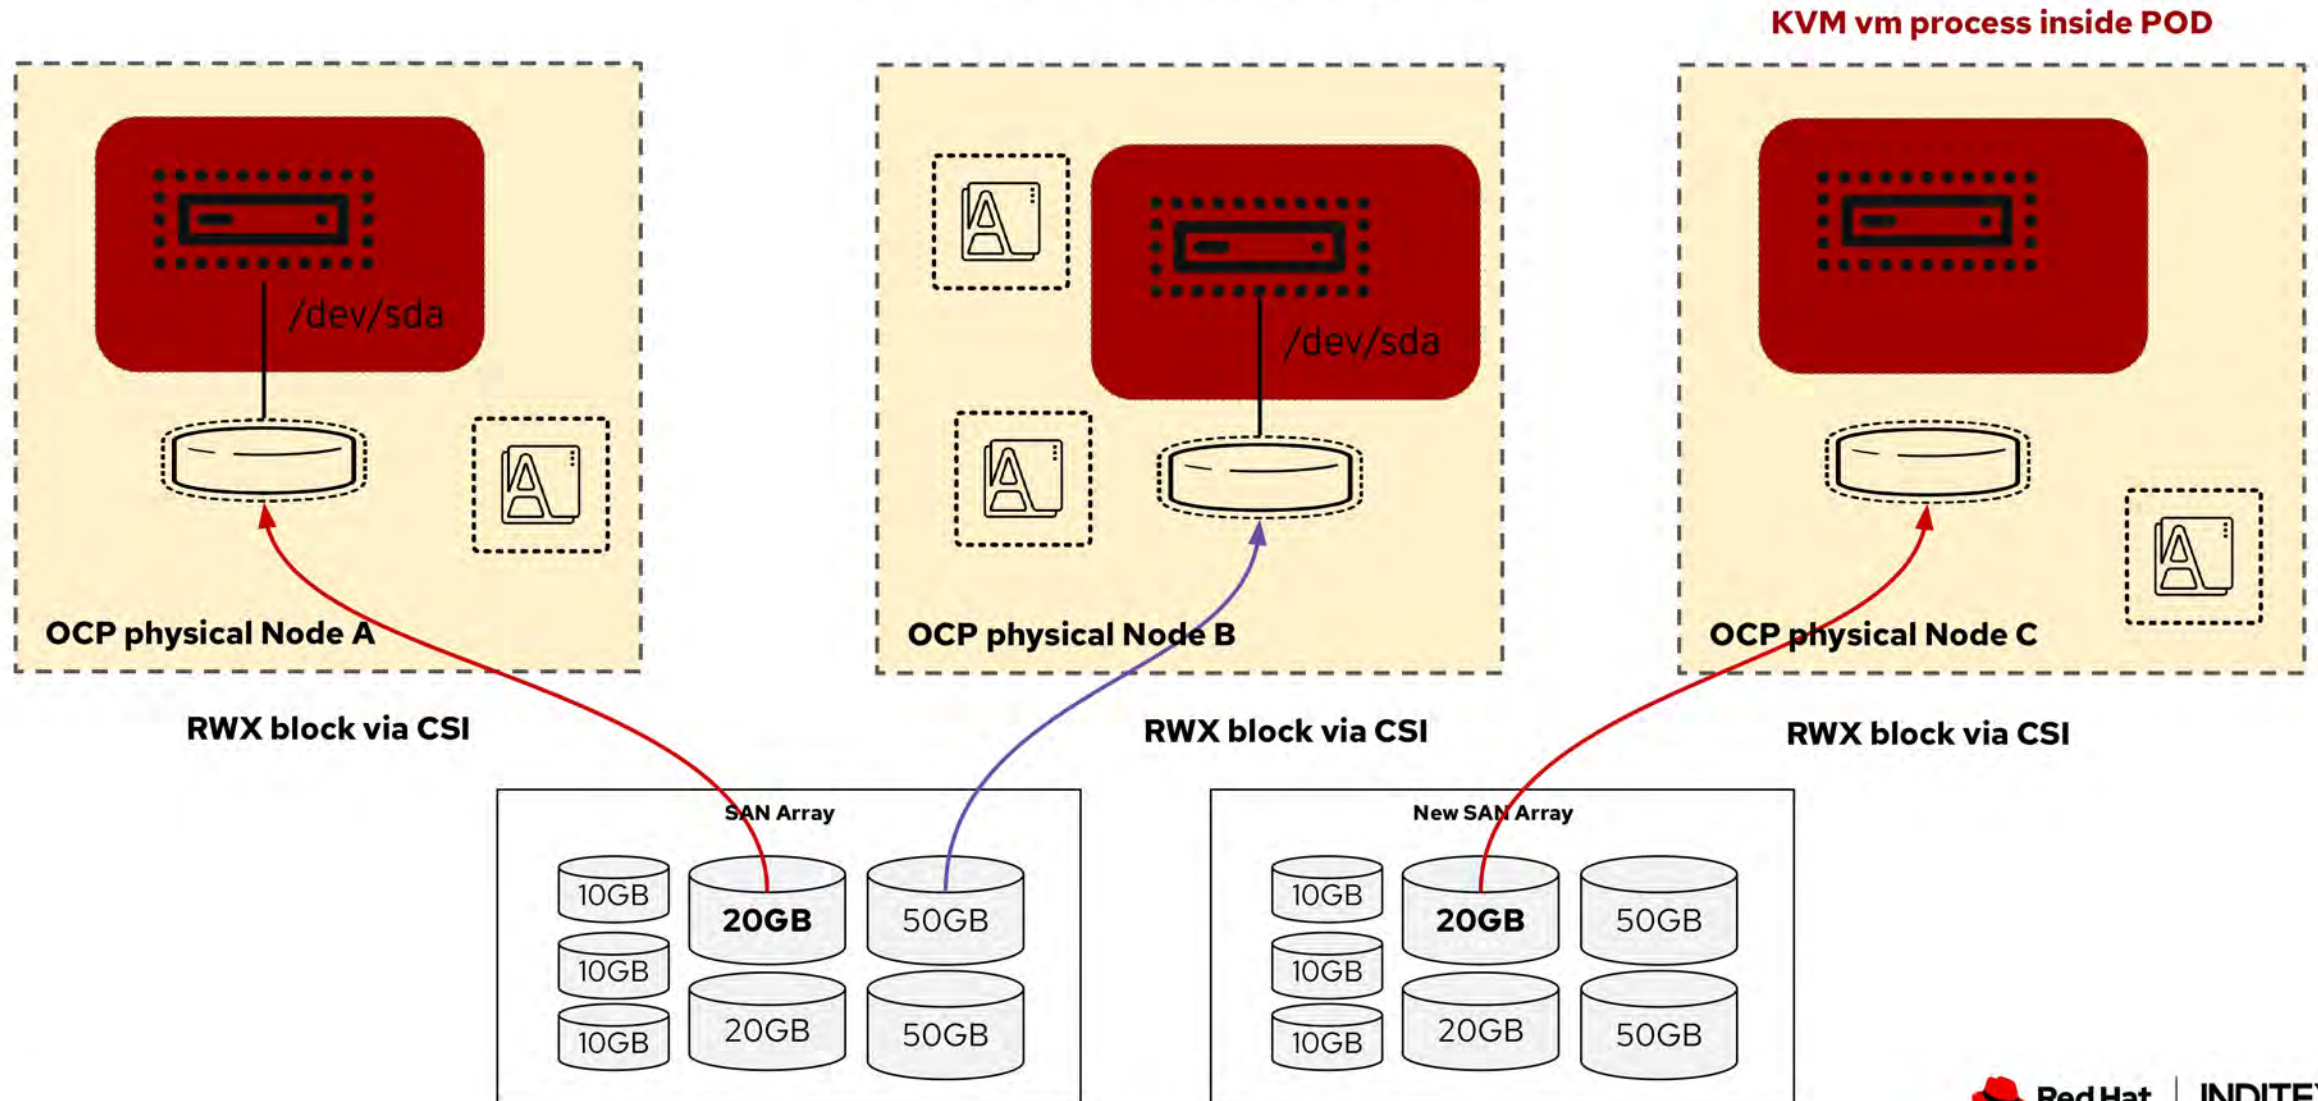 KVM vm process inside POD
/dev/sda
OCP physical Node A
/dev/sda
OCP physical Node B
OCP physical Node C
RWX block via CSI
RWX block via CSI
RWX block via CSI
SAN Array
10GB
20GB
50GB
10GB
10GB
20GB
50GB
New SAN Array
10GB
20GB
50GB
10GB
10GB
20GB
50GB
Red Hat